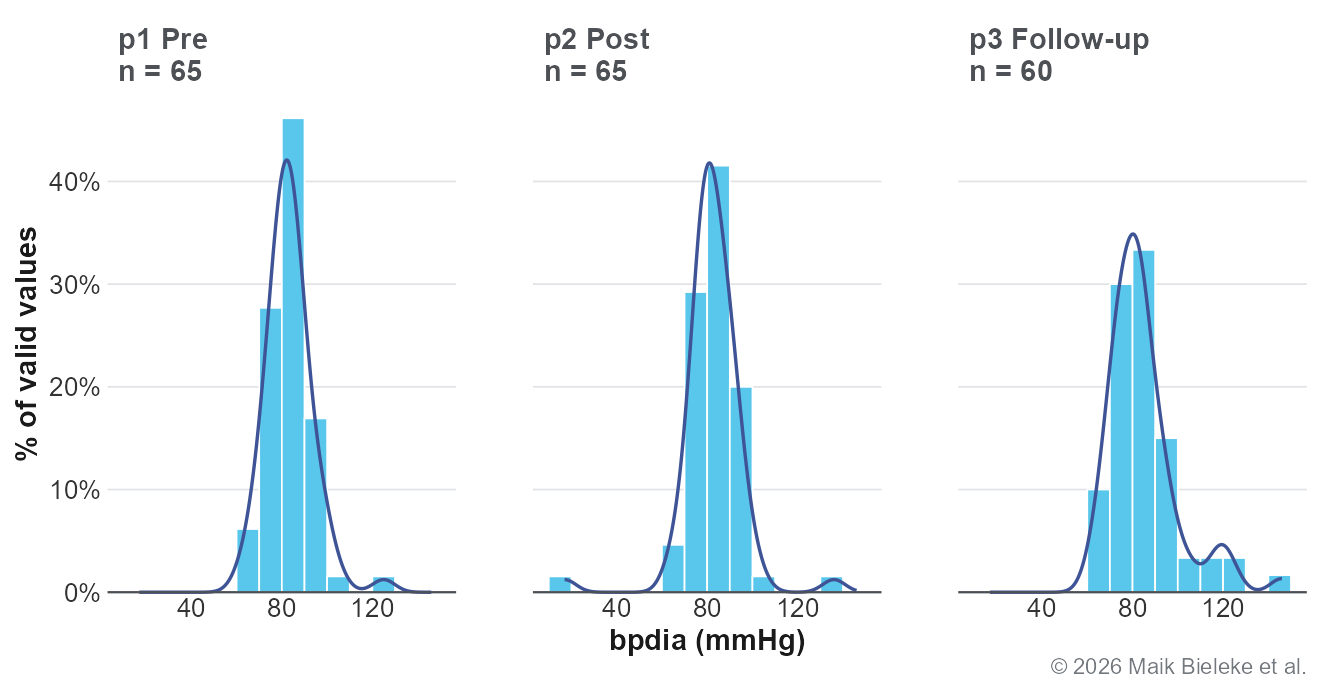 p1 Pre
n = 65
p2 Post
n = 65
p3 Follow-up
n = 60
% of valid values
40%
30%
20%
10%
0%
40 80 120
40 80 120
40 80 120
bpdia (mmHg)
© 2026 Maik Bieleke et al.